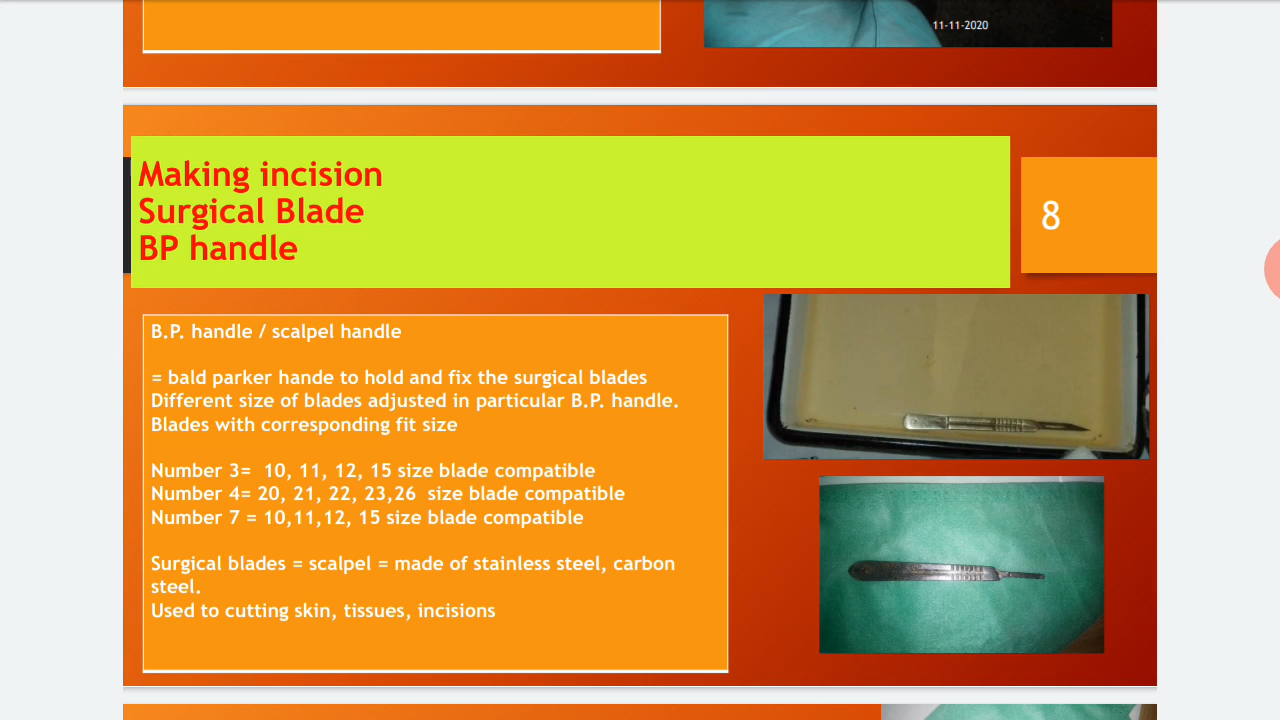 11-11-2020
Making incision
Surgical Blade
BP handle
8
B.P. handle / scalpel handle
= bald parker hande to hold and fix the surgical blades
Different size of blades adjusted in particular B.P. handle.
Blades with corresponding fit size
Number 3=  10, 11, 12, 15 size blade compatible
Number 4= 20, 21, 22, 23,26  size blade compatible
Number 7 = 10,11,12, 15 size blade compatible
Surgical blades = scalpel = made of stainless steel, carbon
steel.
Used to cutting skin, tissues, incisions